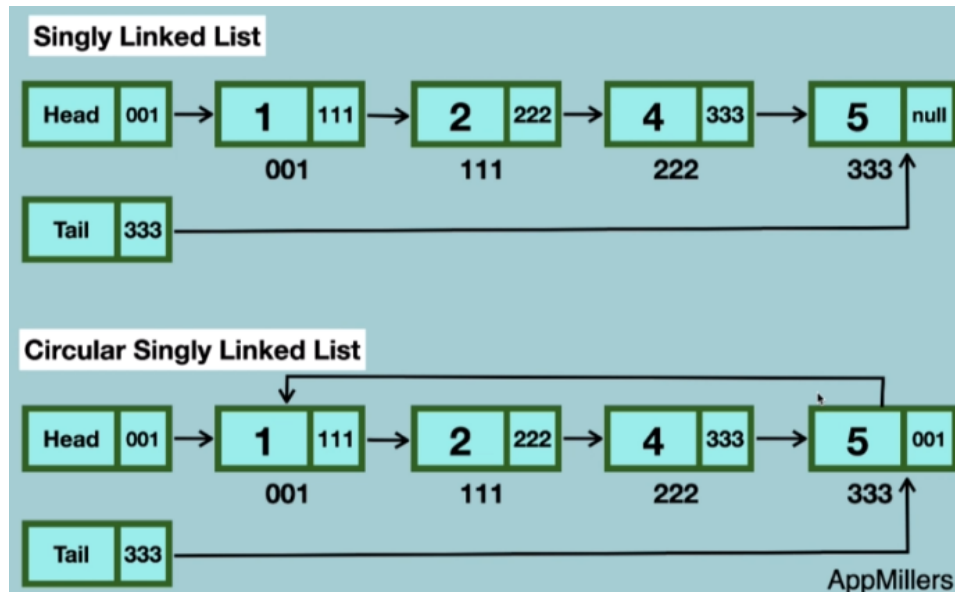 Singly Linked List
Head 001 1 111 2 222 4 333 5 null
001 111 222 333
Tail 333
Circular Singly Linked List
Head 001 1 111 2 222 4 333 5 001
001 111 222 333
Tail 333
AppMillers